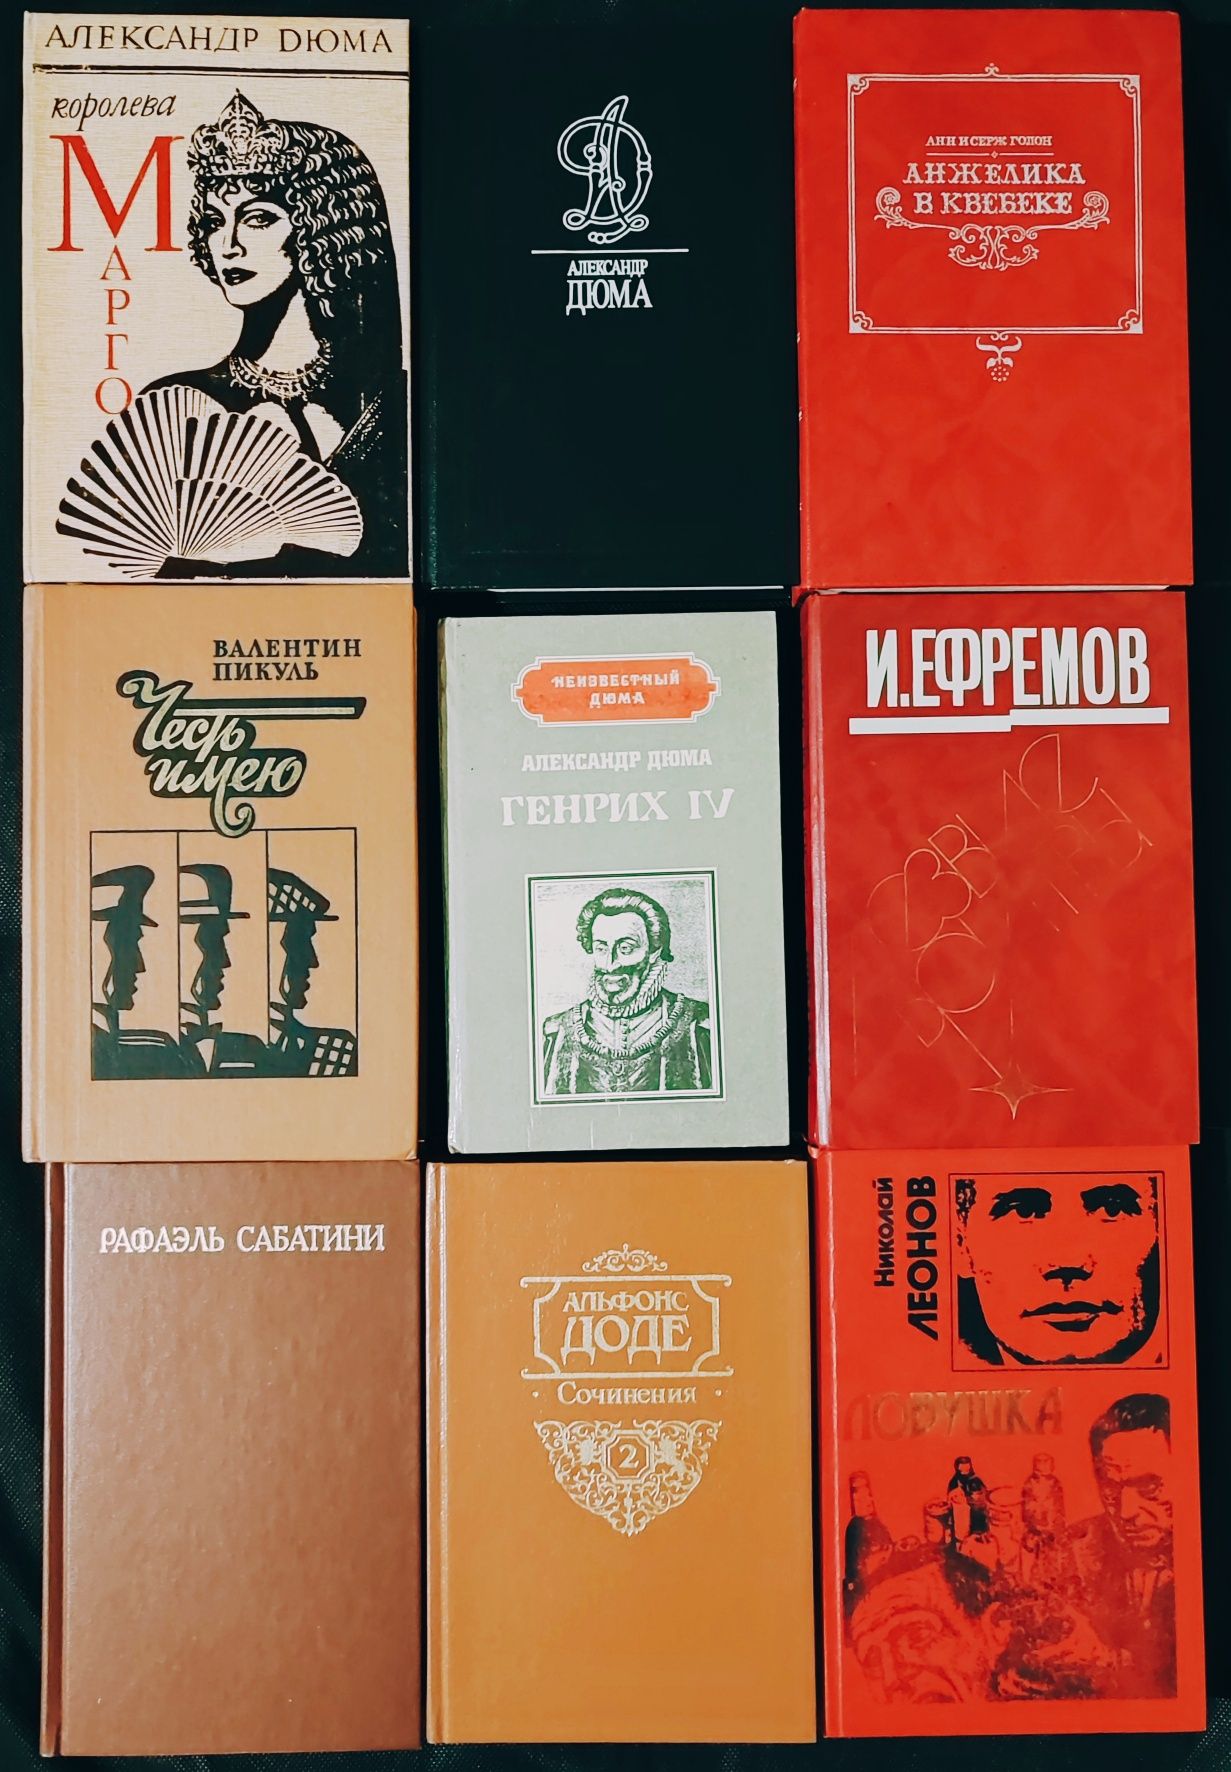 АЛЕКСАНДР ДЮМА
королева
МАРГО
АЛЕКСАНДР
ДЮМА
АНН И СЕРЖ ГОЛОН
АНЖЕЛИКА
В КВЕБЕКЕ
ВАЛЕНТИН
ПИКУЛЬ
Честь
имею
НЕИЗВЕСТНЫЙ
ДЮМА
АЛЕКСАНДР ДЮМА
ГЕНРИХ IV
И.ЕФРЕМОВ
РАФАЭЛЬ САБАТИНИ
АЛЬФОНС
ДОДЕ
Сочинения
2
Николай
ЛЕОНОВ
ЛОВУШКА